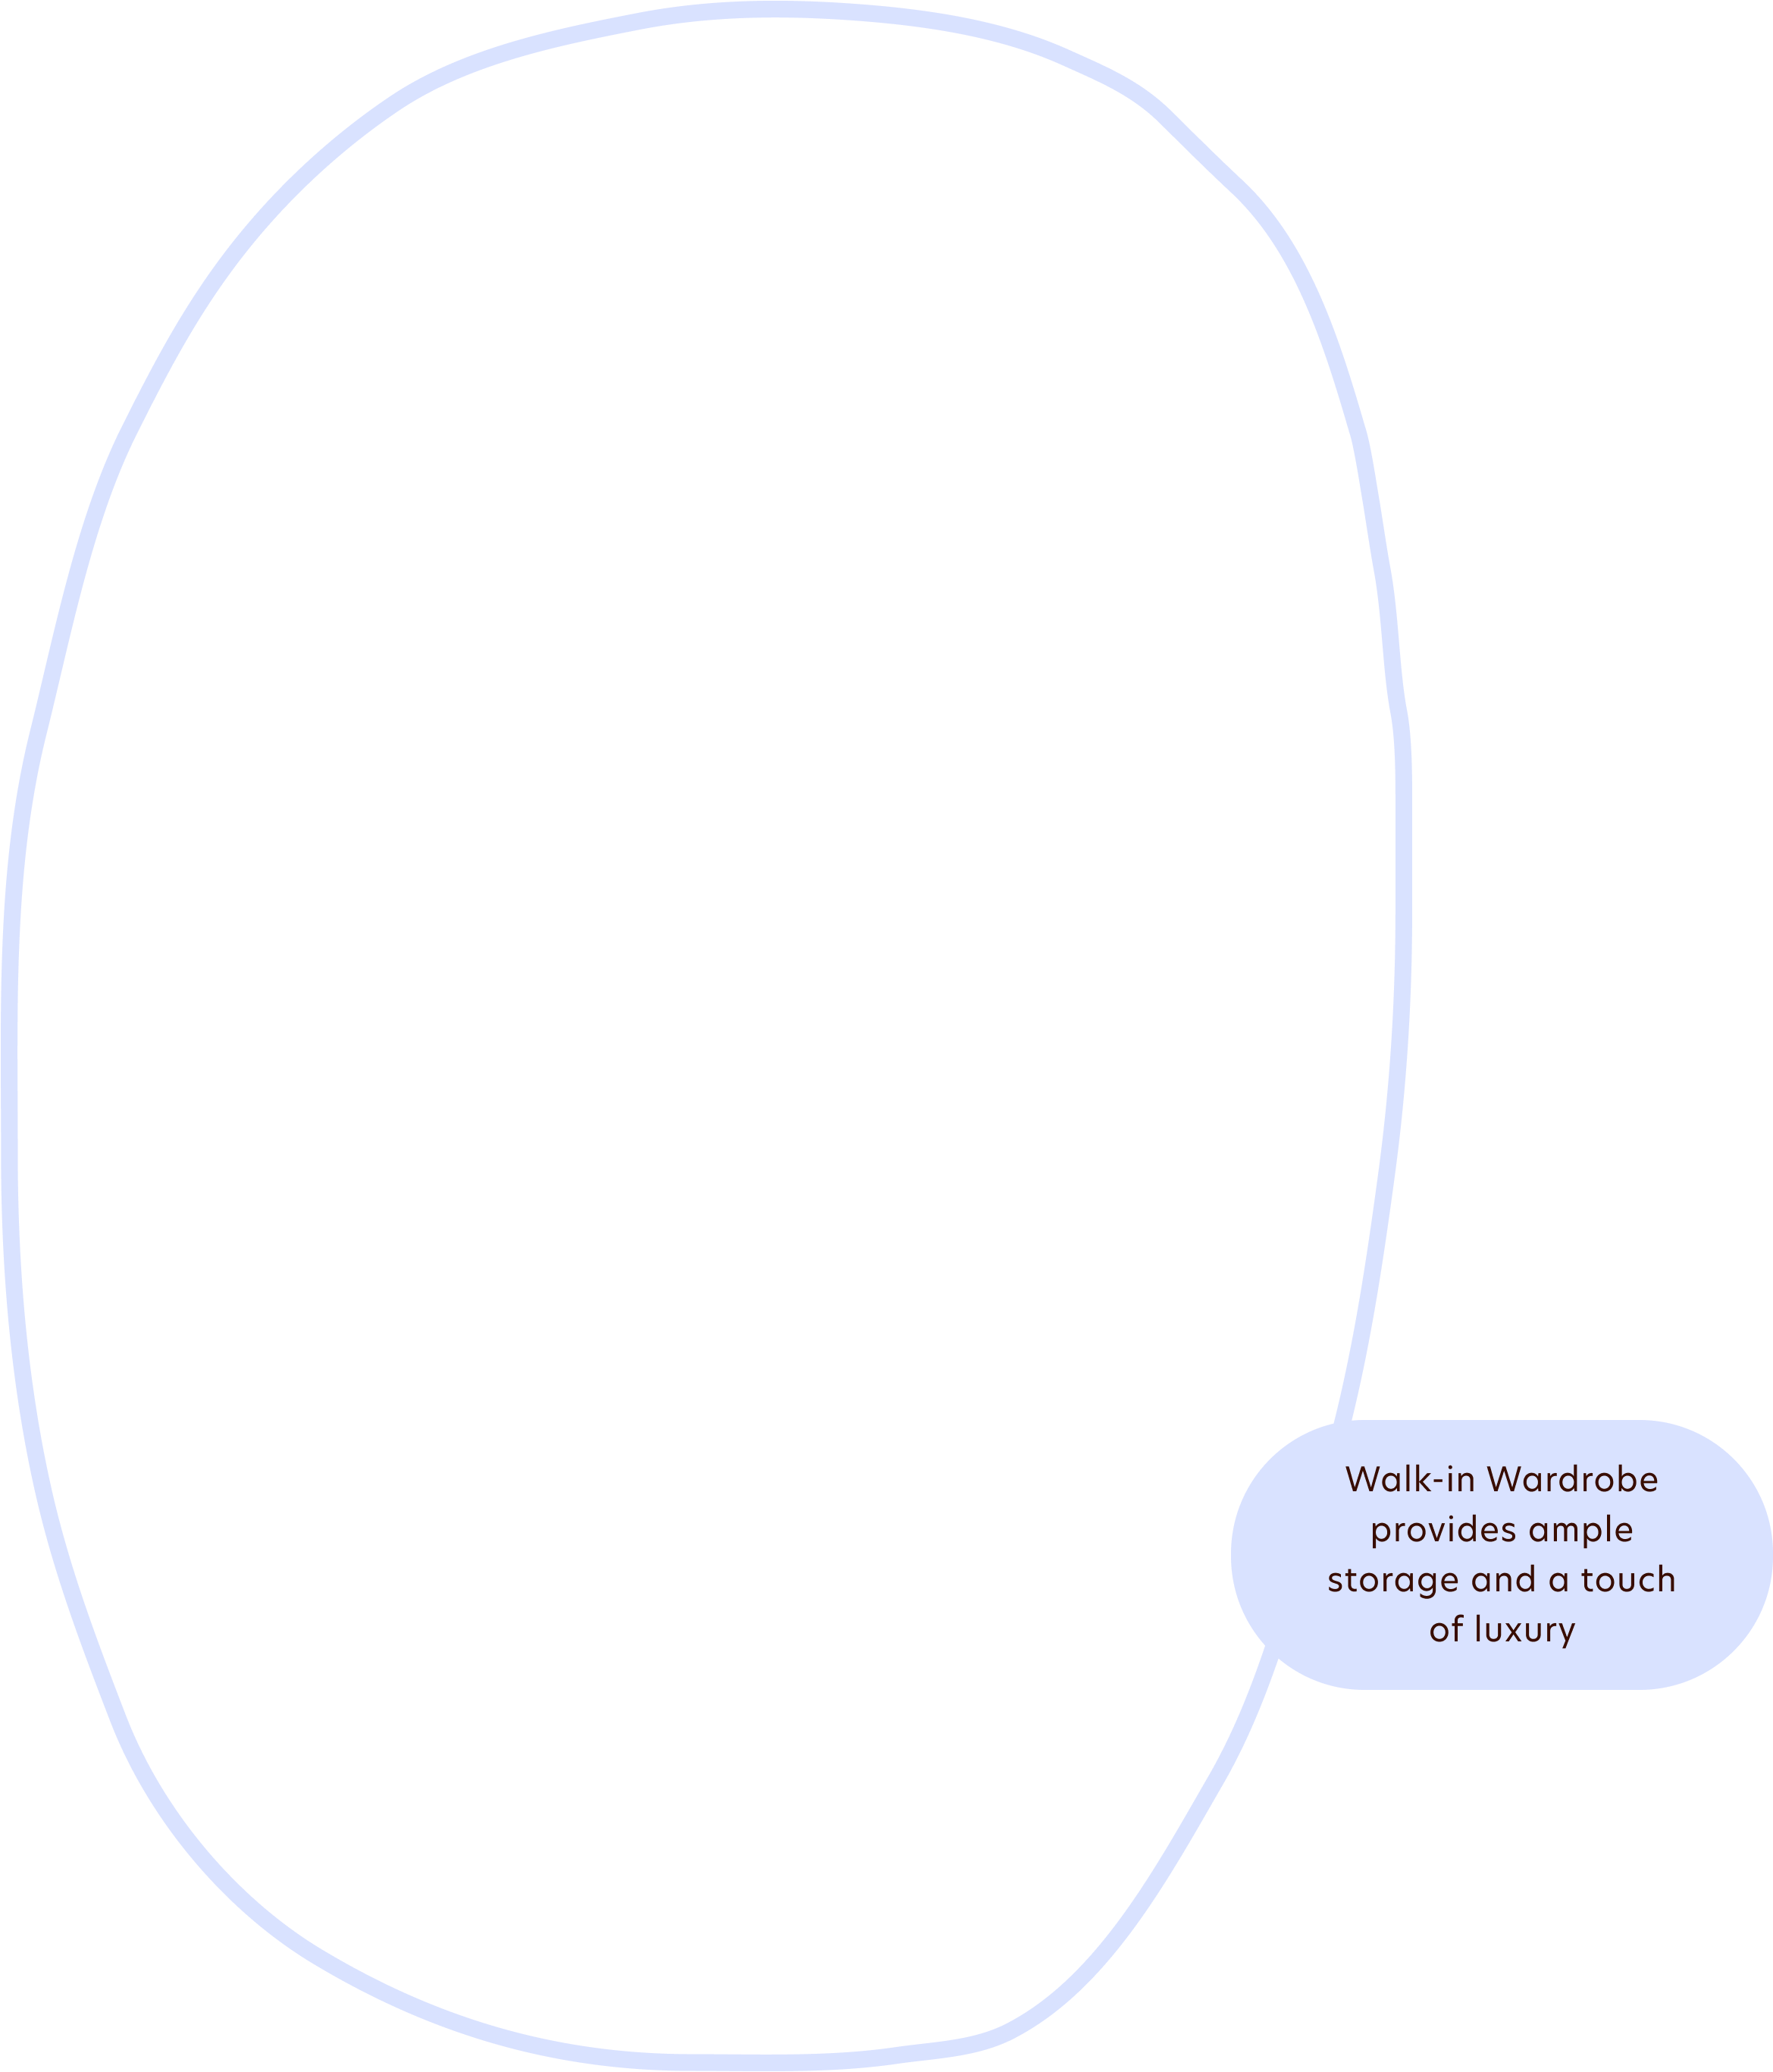 Walk-in Wardrobe
provides ample
storage and a touch
of luxury